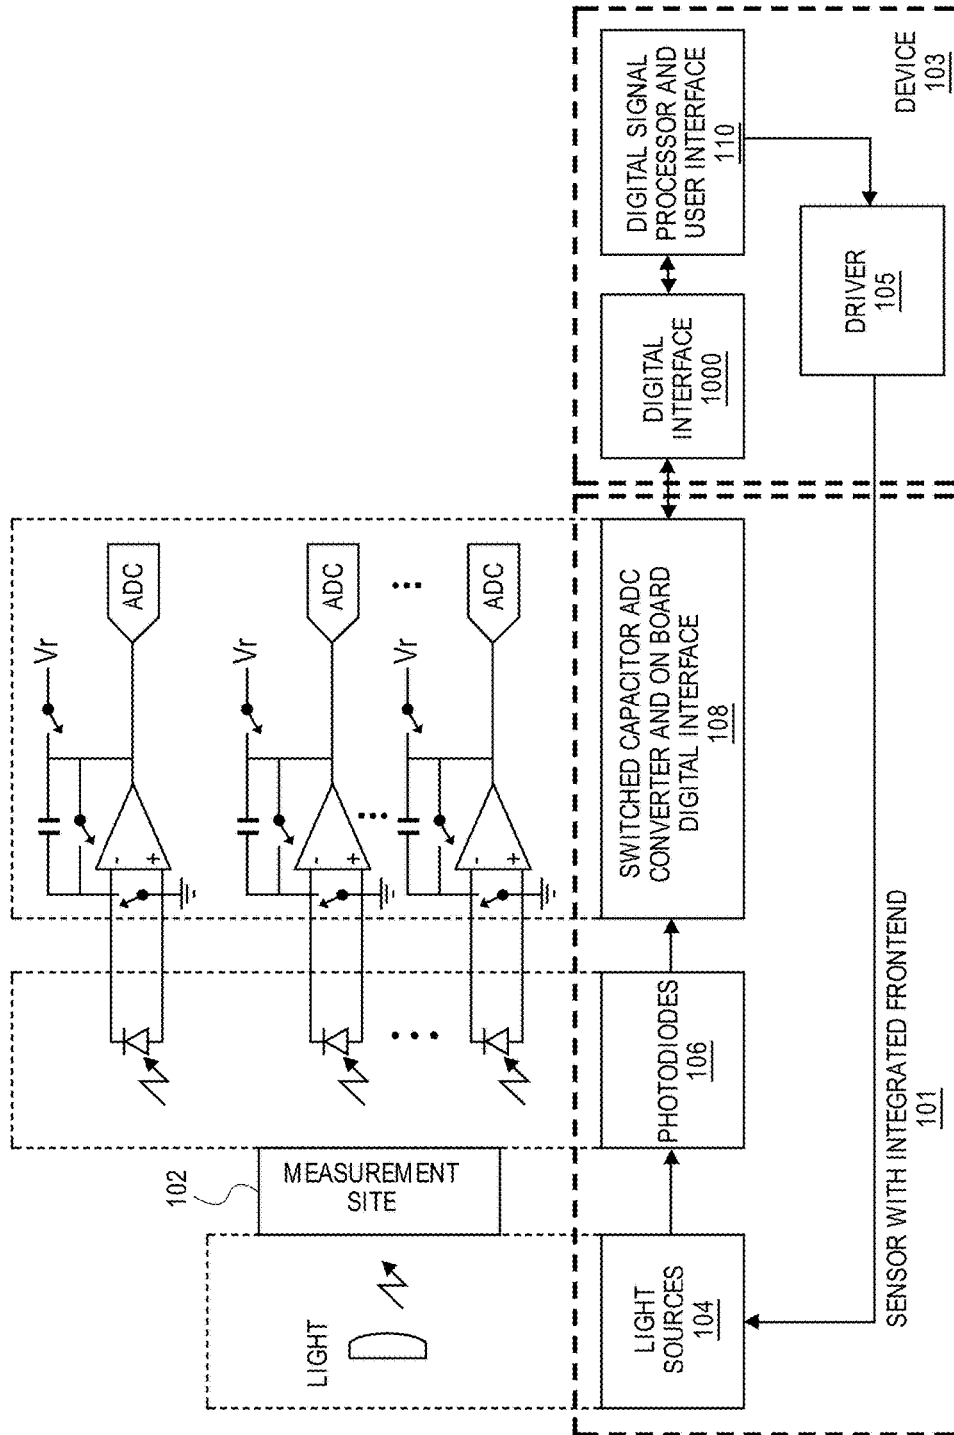 LIGHT
102
MEASUREMENT
SITE
Vr
ADC
-
+
Vr
ADC
-
+
Vr
ADC
-
+
LIGHT
SOURCES
104
PHOTODIODES
106
SWITCHED CAPACITOR ADC
CONVERTER AND ON BOARD
DIGITAL INTERFACE
108
DIGITAL
INTERFACE
1000
DIGITAL SIGNAL
PROCESSOR AND
USER INTERFACE
110
DRIVER
105
DEVICE
103
SENSOR WITH INTEGRATED FRONTEND
101